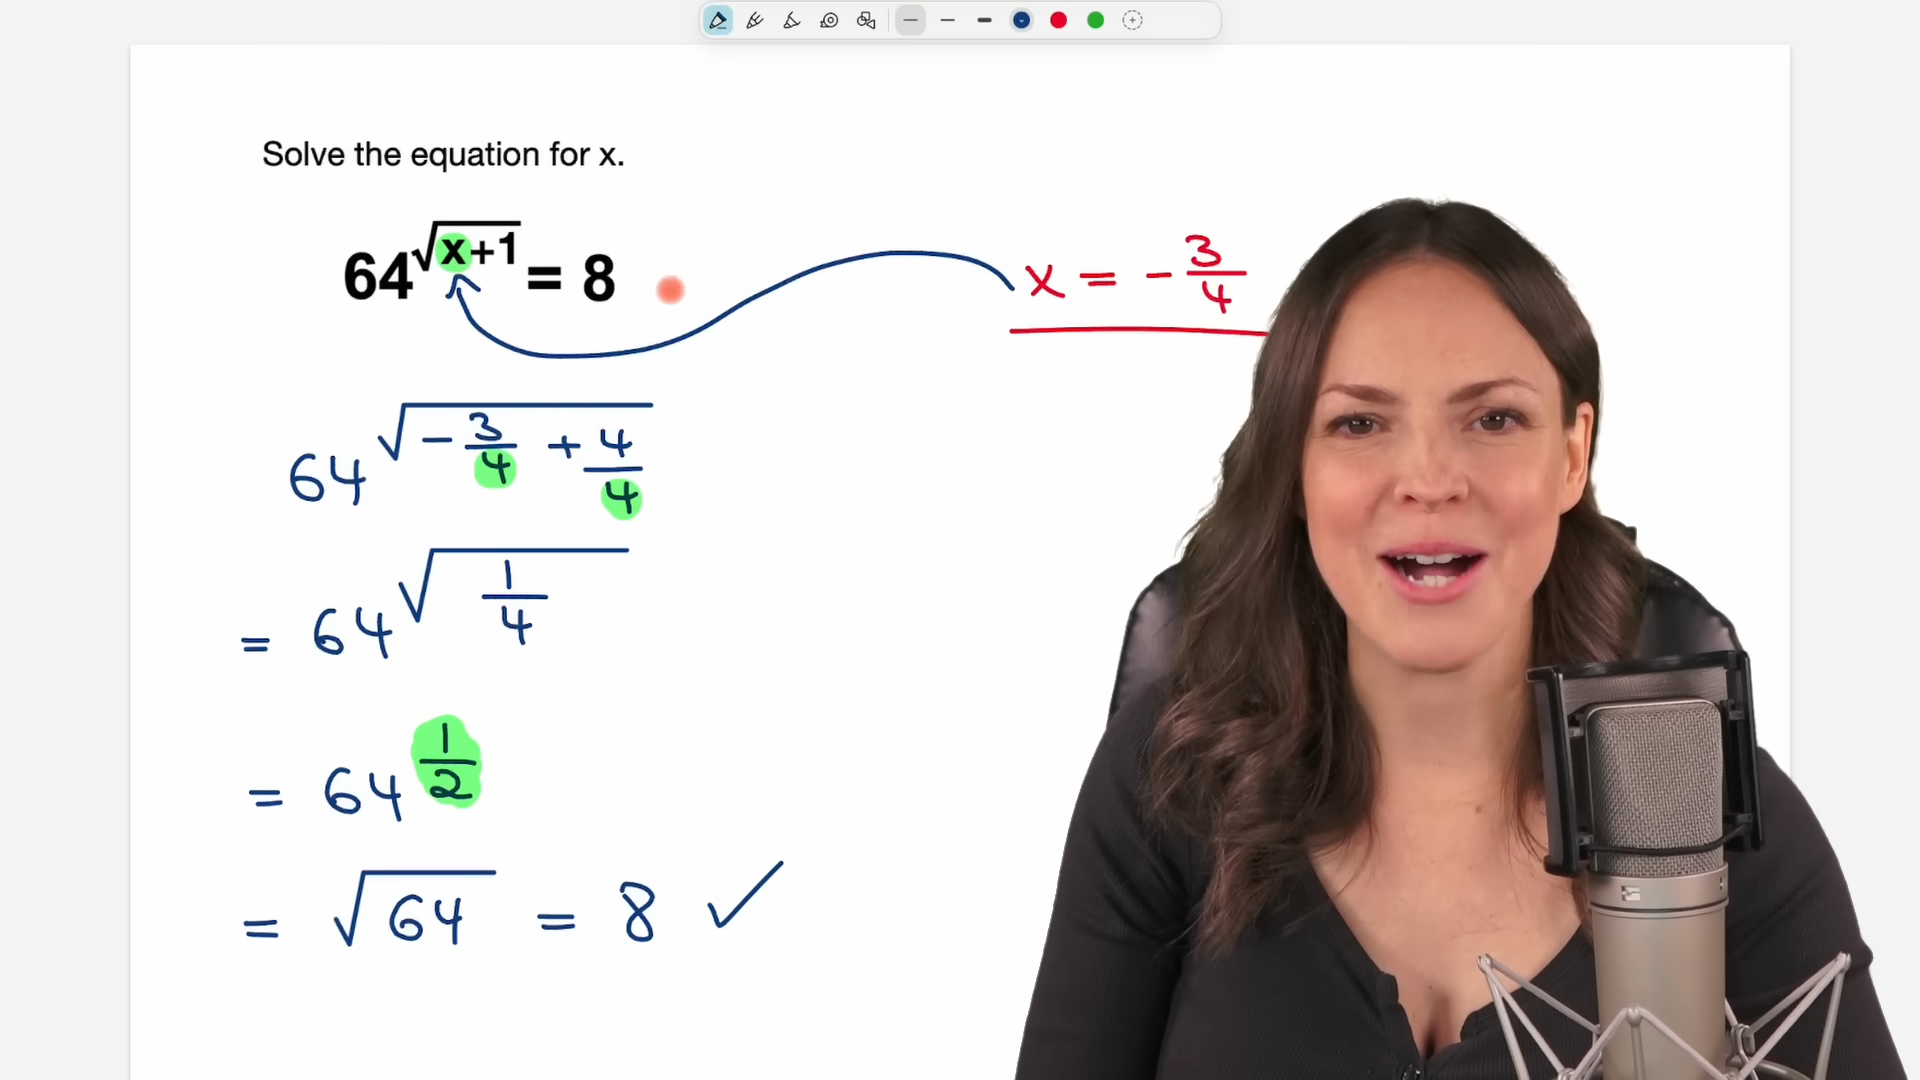 Solve the equation for x.
64^√(x+1) = 8
x = -3/4
64^√(-3/4 + 4/4)
= 64^√(1/4)
= 64^(1/2)
= √64 = 8 ✓